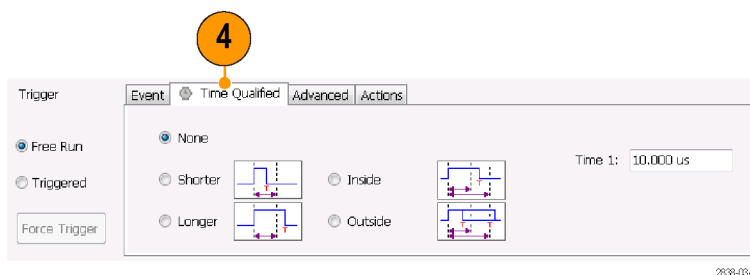 4
Trigger
Event Time Qualified Advanced Actions
Free Run
None
Time 1: 10.000 us
Triggered
Shorter T Inside T
Longer T Outside T T
Force Trigger